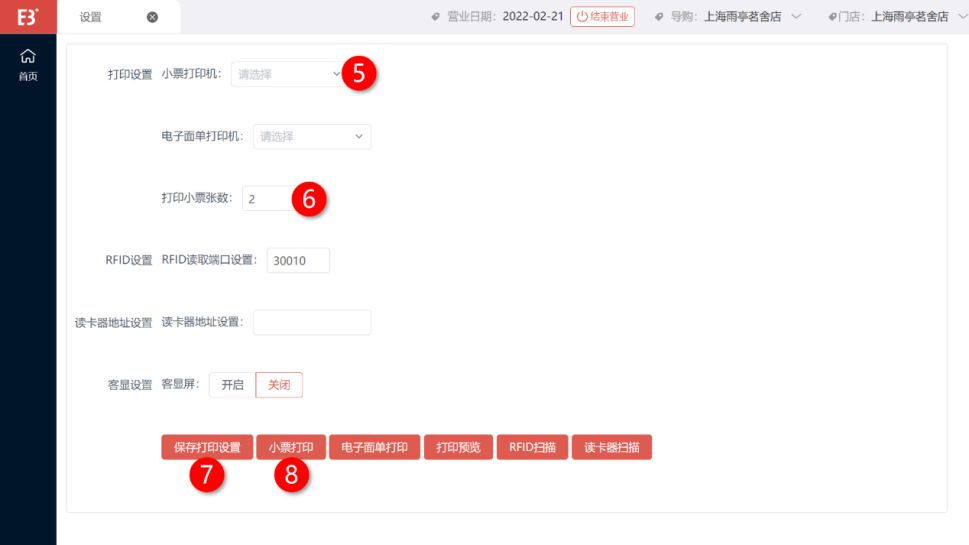 E3+ 设置 营业日期: 2022-02-21 结束营业 导购: 上海雨亭茗舍店 门店: 上海雨亭茗舍店
首页
打印设置 小票打印机: 请选择 5
电子面单打印机: 请选择
打印小票张数: 2 6
RFID设置 RFID读取端口设置: 30010
读卡器地址设置 读卡器地址设置:
客显设置 客显屏: 开启 关闭
保存打印设置 小票打印 电子面单打印 打印预览 RFID扫描 读卡器扫描
7 8